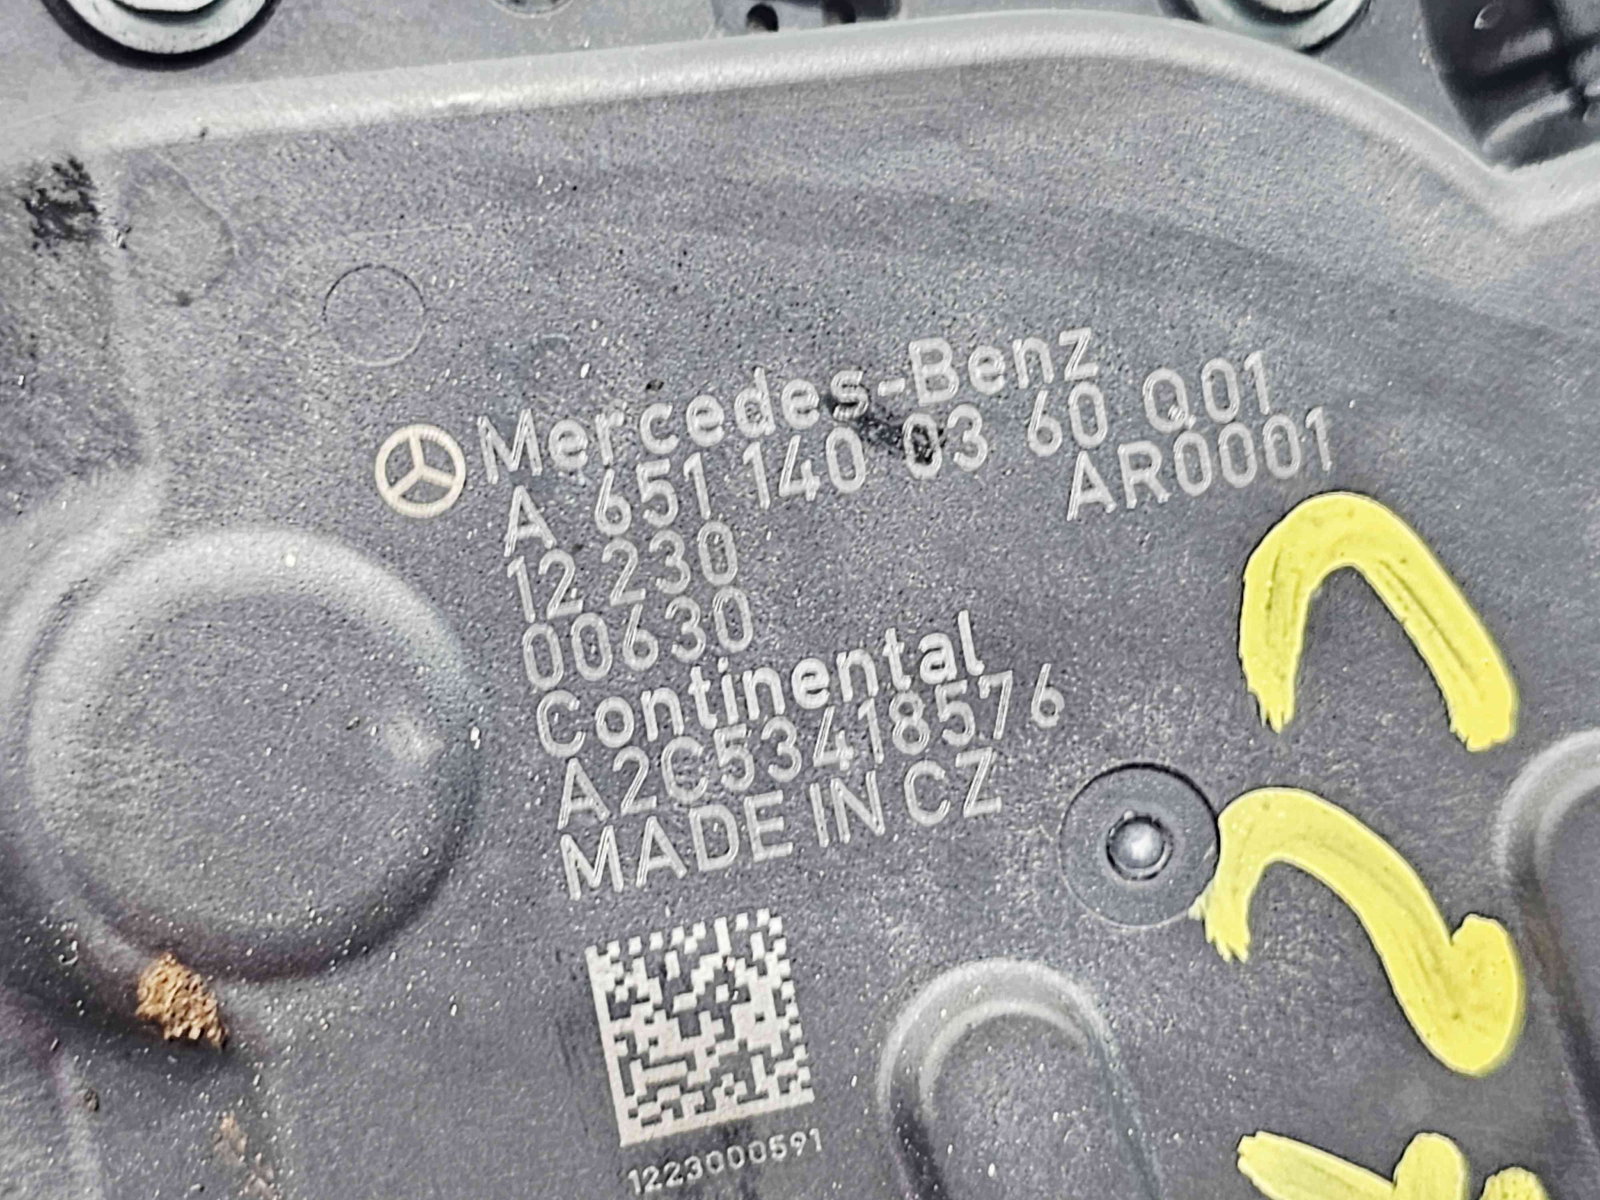 Mercedes-Benz
A 651 140 03 60 Q01
12 230 AR0001
00630
Continental
A2C53418576
MADE IN CZ
1223000591